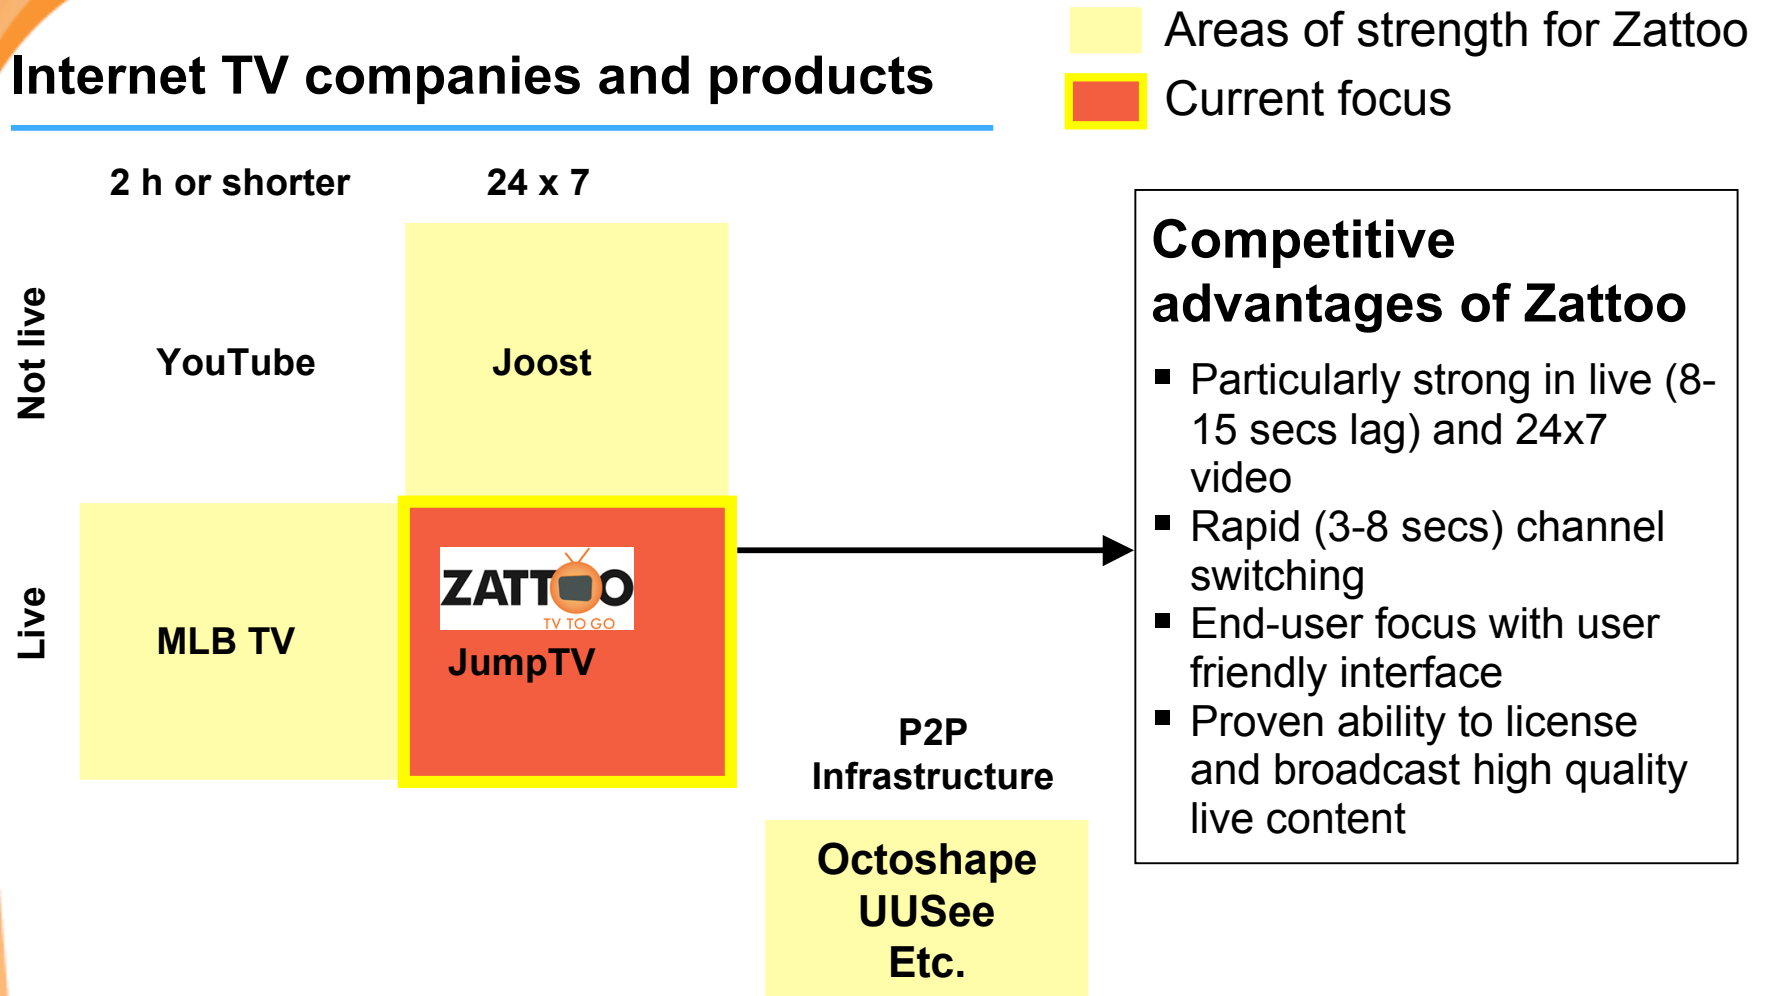 Internet TV companies and products
Areas of strength for Zattoo
Current focus
2 h or shorter
24 x 7
Not live
YouTube
Joost
Live
MLB TV
ZATTOO
TV TO GO
JumpTV
P2P
Infrastructure
Octoshape
UUSee
Etc.
Competitive
advantages of Zattoo
▪ Particularly strong in live (8-
15 secs lag) and 24x7
video
▪ Rapid (3-8 secs) channel
switching
▪ End-user focus with user
friendly interface
▪ Proven ability to license
and broadcast high quality
live content